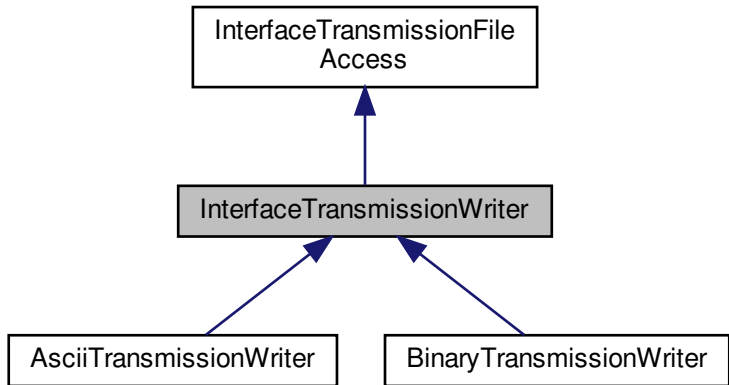 InterfaceTransmissionFile
Access
InterfaceTransmissionWriter
AsciiTransmissionWriter
BinaryTransmissionWriter